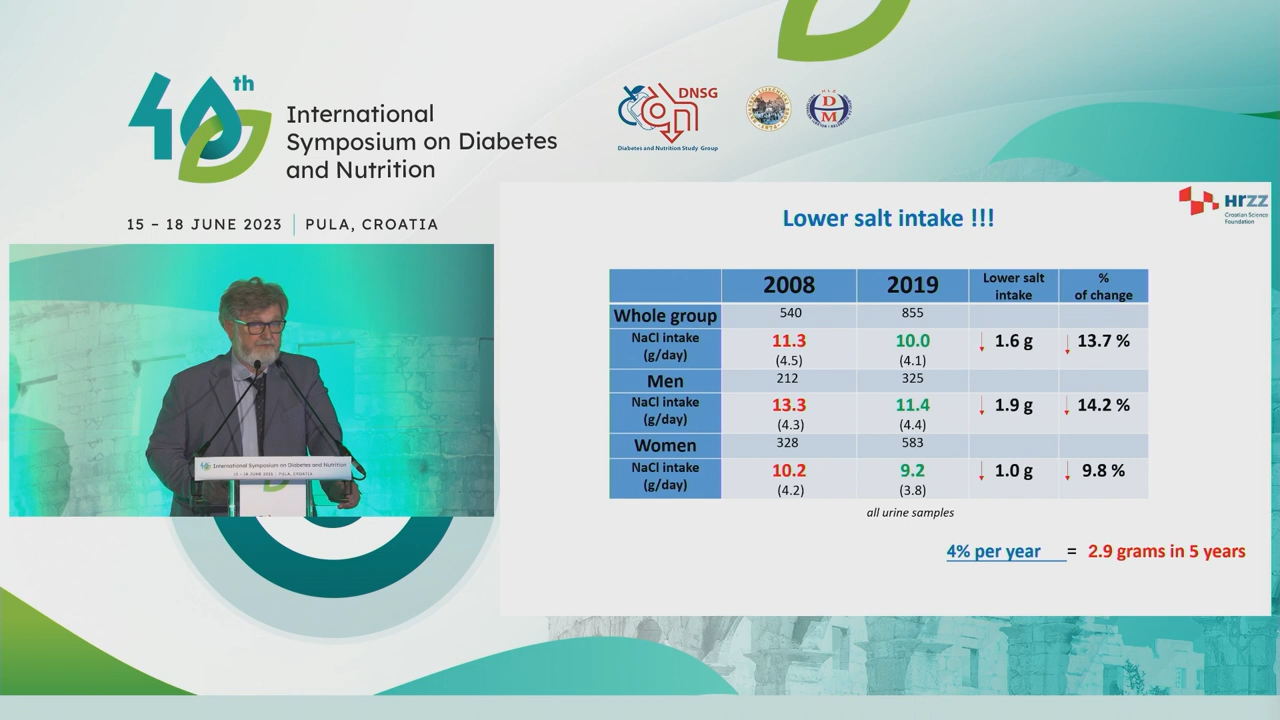 40th
International
Symposium on Diabetes
and Nutrition
15 – 18 JUNE 2023 | PULA, CROATIA
DNSG
Diabetes and Nutrition Study Group
D
M
hrzz
Croatian Science
Foundation
Lower salt intake !!!
2008 2019 Lower salt intake % of change
Whole group 540 855
NaCl intake (g/day) 11.3 (4.5) 10.0 (4.1) ↓ 1.6 g ↓ 13.7 %
Men 212 325
NaCl intake (g/day) 13.3 (4.3) 11.4 (4.4) ↓ 1.9 g ↓ 14.2 %
Women 328 583
NaCl intake (g/day) 10.2 (4.2) 9.2 (3.8) ↓ 1.0 g ↓ 9.8 %
all urine samples
4% per year = 2.9 grams in 5 years
International Symposium on Diabetes and Nutrition